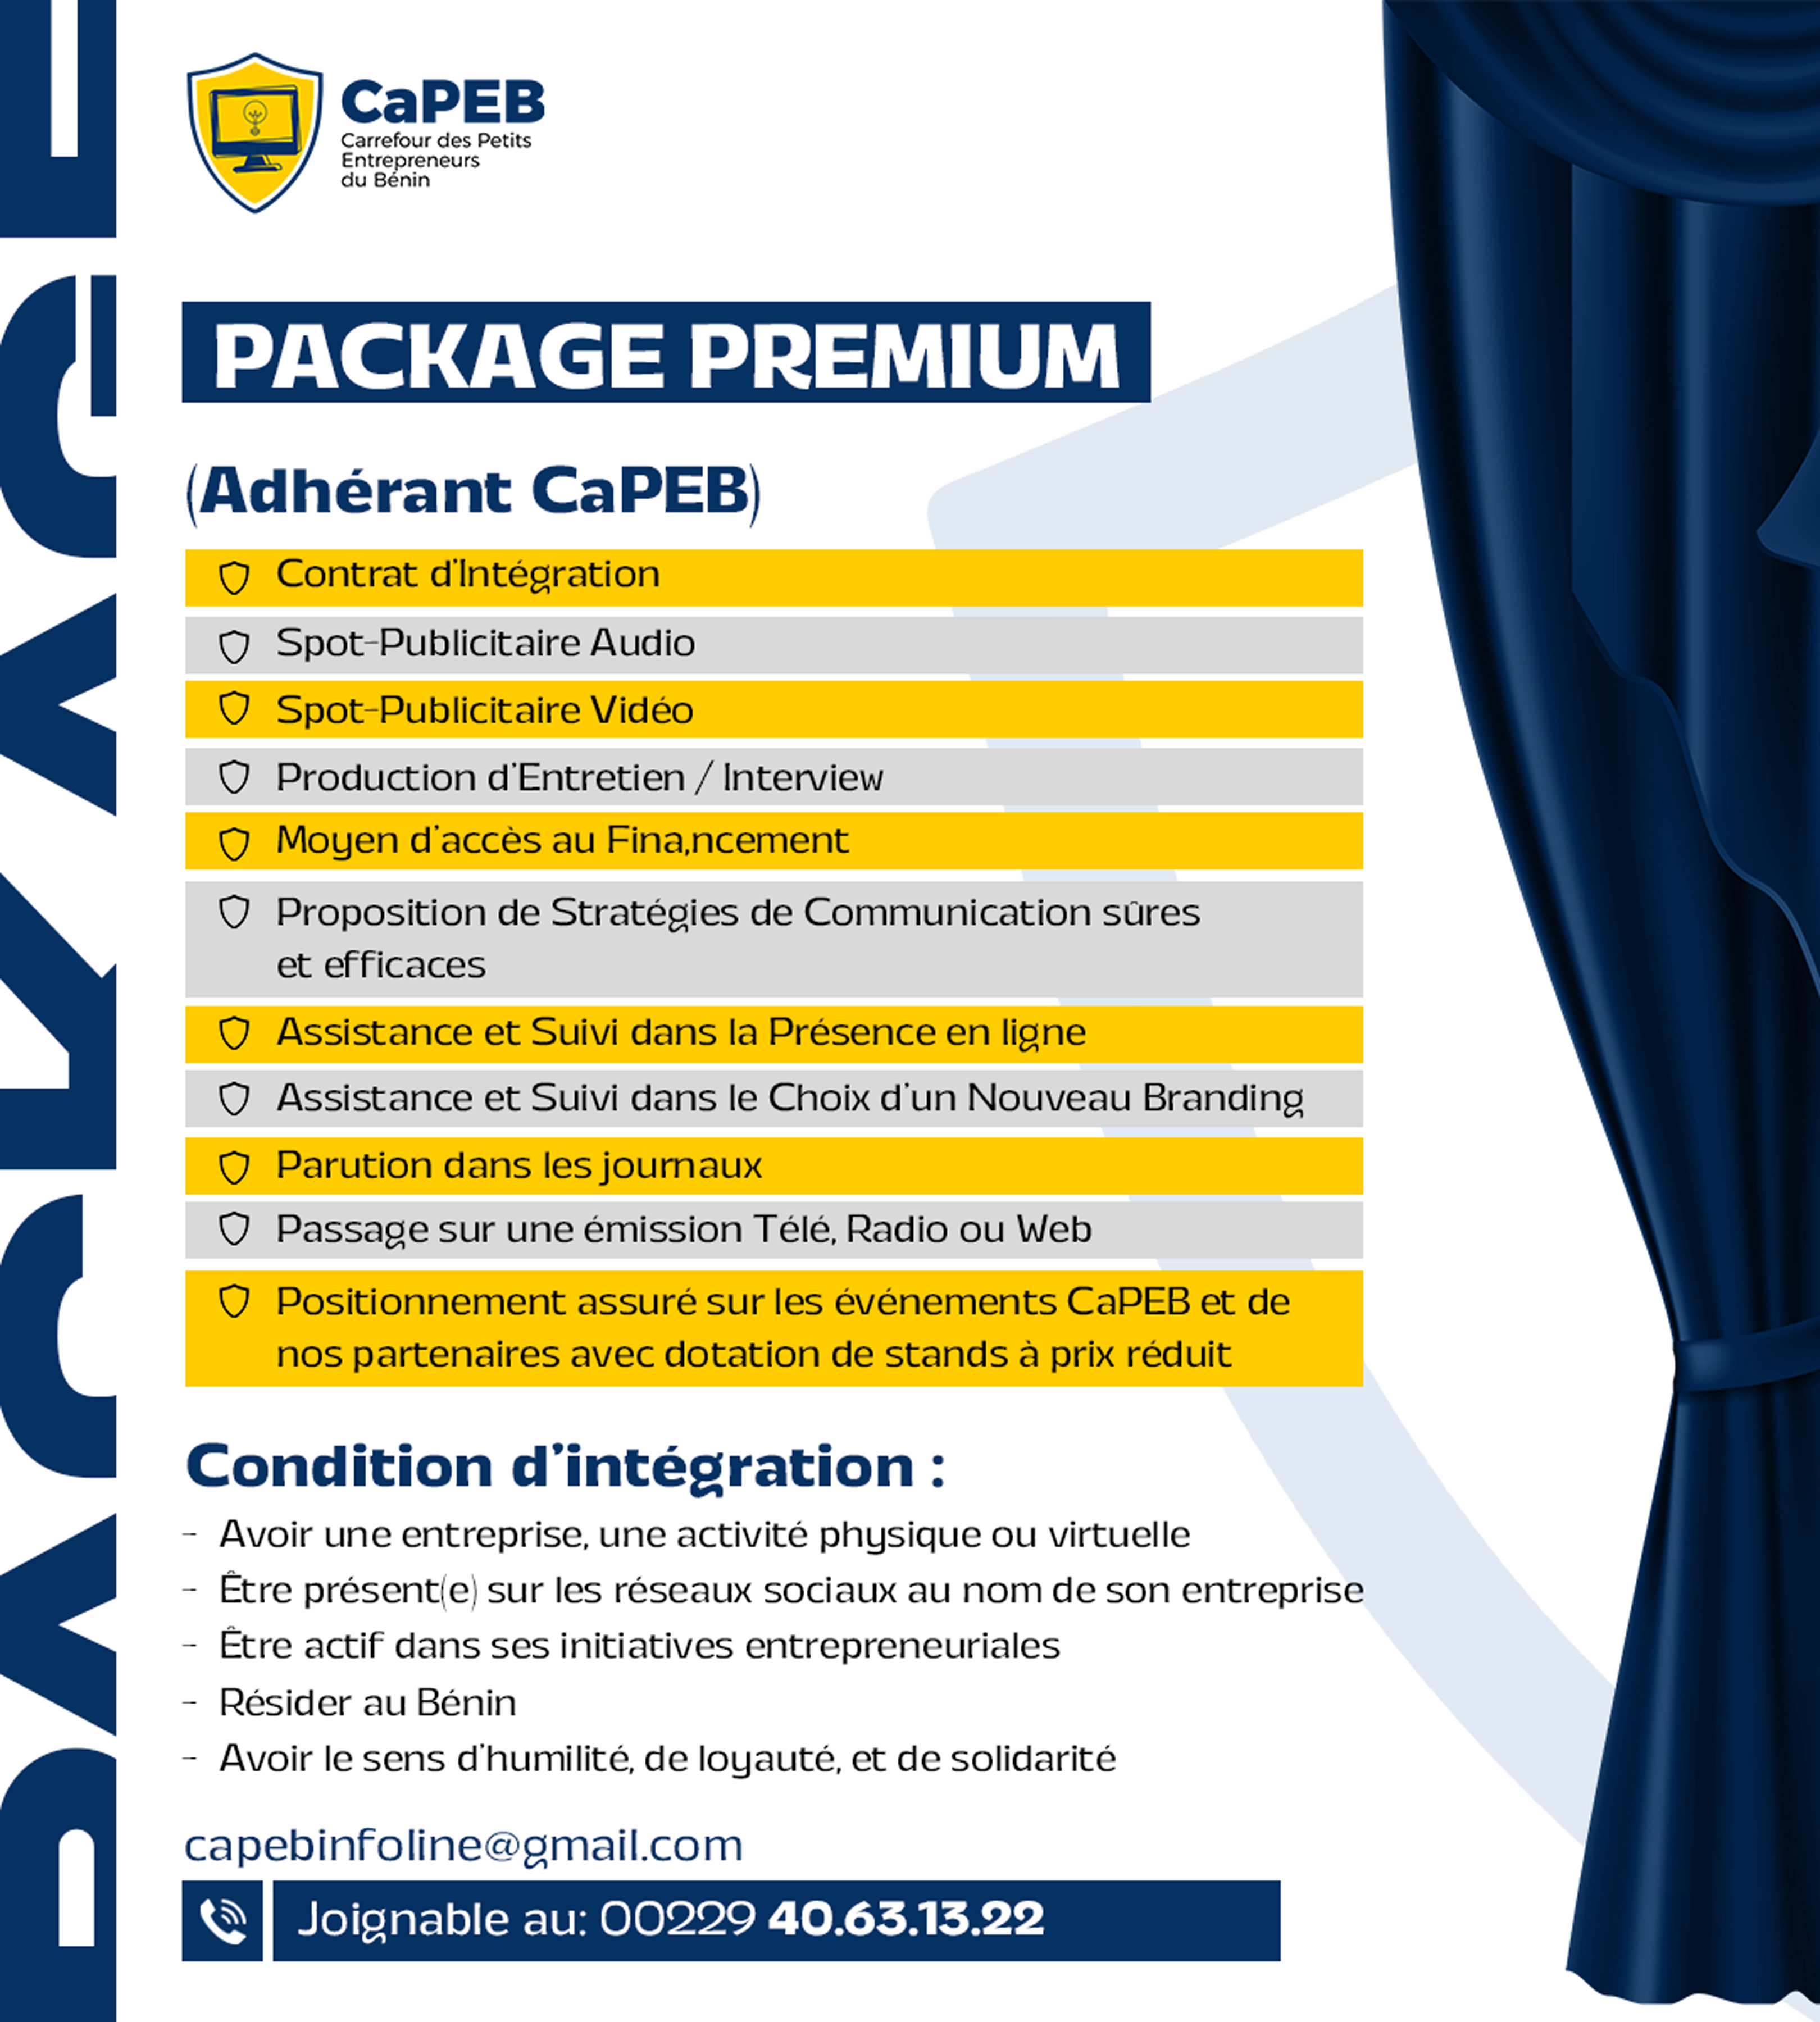 PACKAGE
CaPEB
Carrefour des Petits
Entrepreneurs
du Bénin
PACKAGE PREMIUM
(Adhérant CaPEB)
Contrat d'Intégration
Spot-Publicitaire Audio
Spot-Publicitaire Vidéo
Production d'Entretien / Interview
Moyen d'accès au Fina,ncement
Proposition de Stratégies de Communication sûres
et efficaces
Assistance et Suivi dans la Présence en ligne
Assistance et Suivi dans le Choix d'un Nouveau Branding
Parution dans les journaux
Passage sur une émission Télé, Radio ou Web
Positionnement assuré sur les événements CaPEB et de
nos partenaires avec dotation de stands à prix réduit
Condition d'intégration :
- Avoir une entreprise, une activité physique ou virtuelle
- Être présent(e) sur les réseaux sociaux au nom de son entreprise
- Être actif dans ses initiatives entrepreneuriales
- Résider au Bénin
- Avoir le sens d'humilité, de loyauté, et de solidarité
capebinfoline@gmail.com
Joignable au: 00229 40.63.13.22